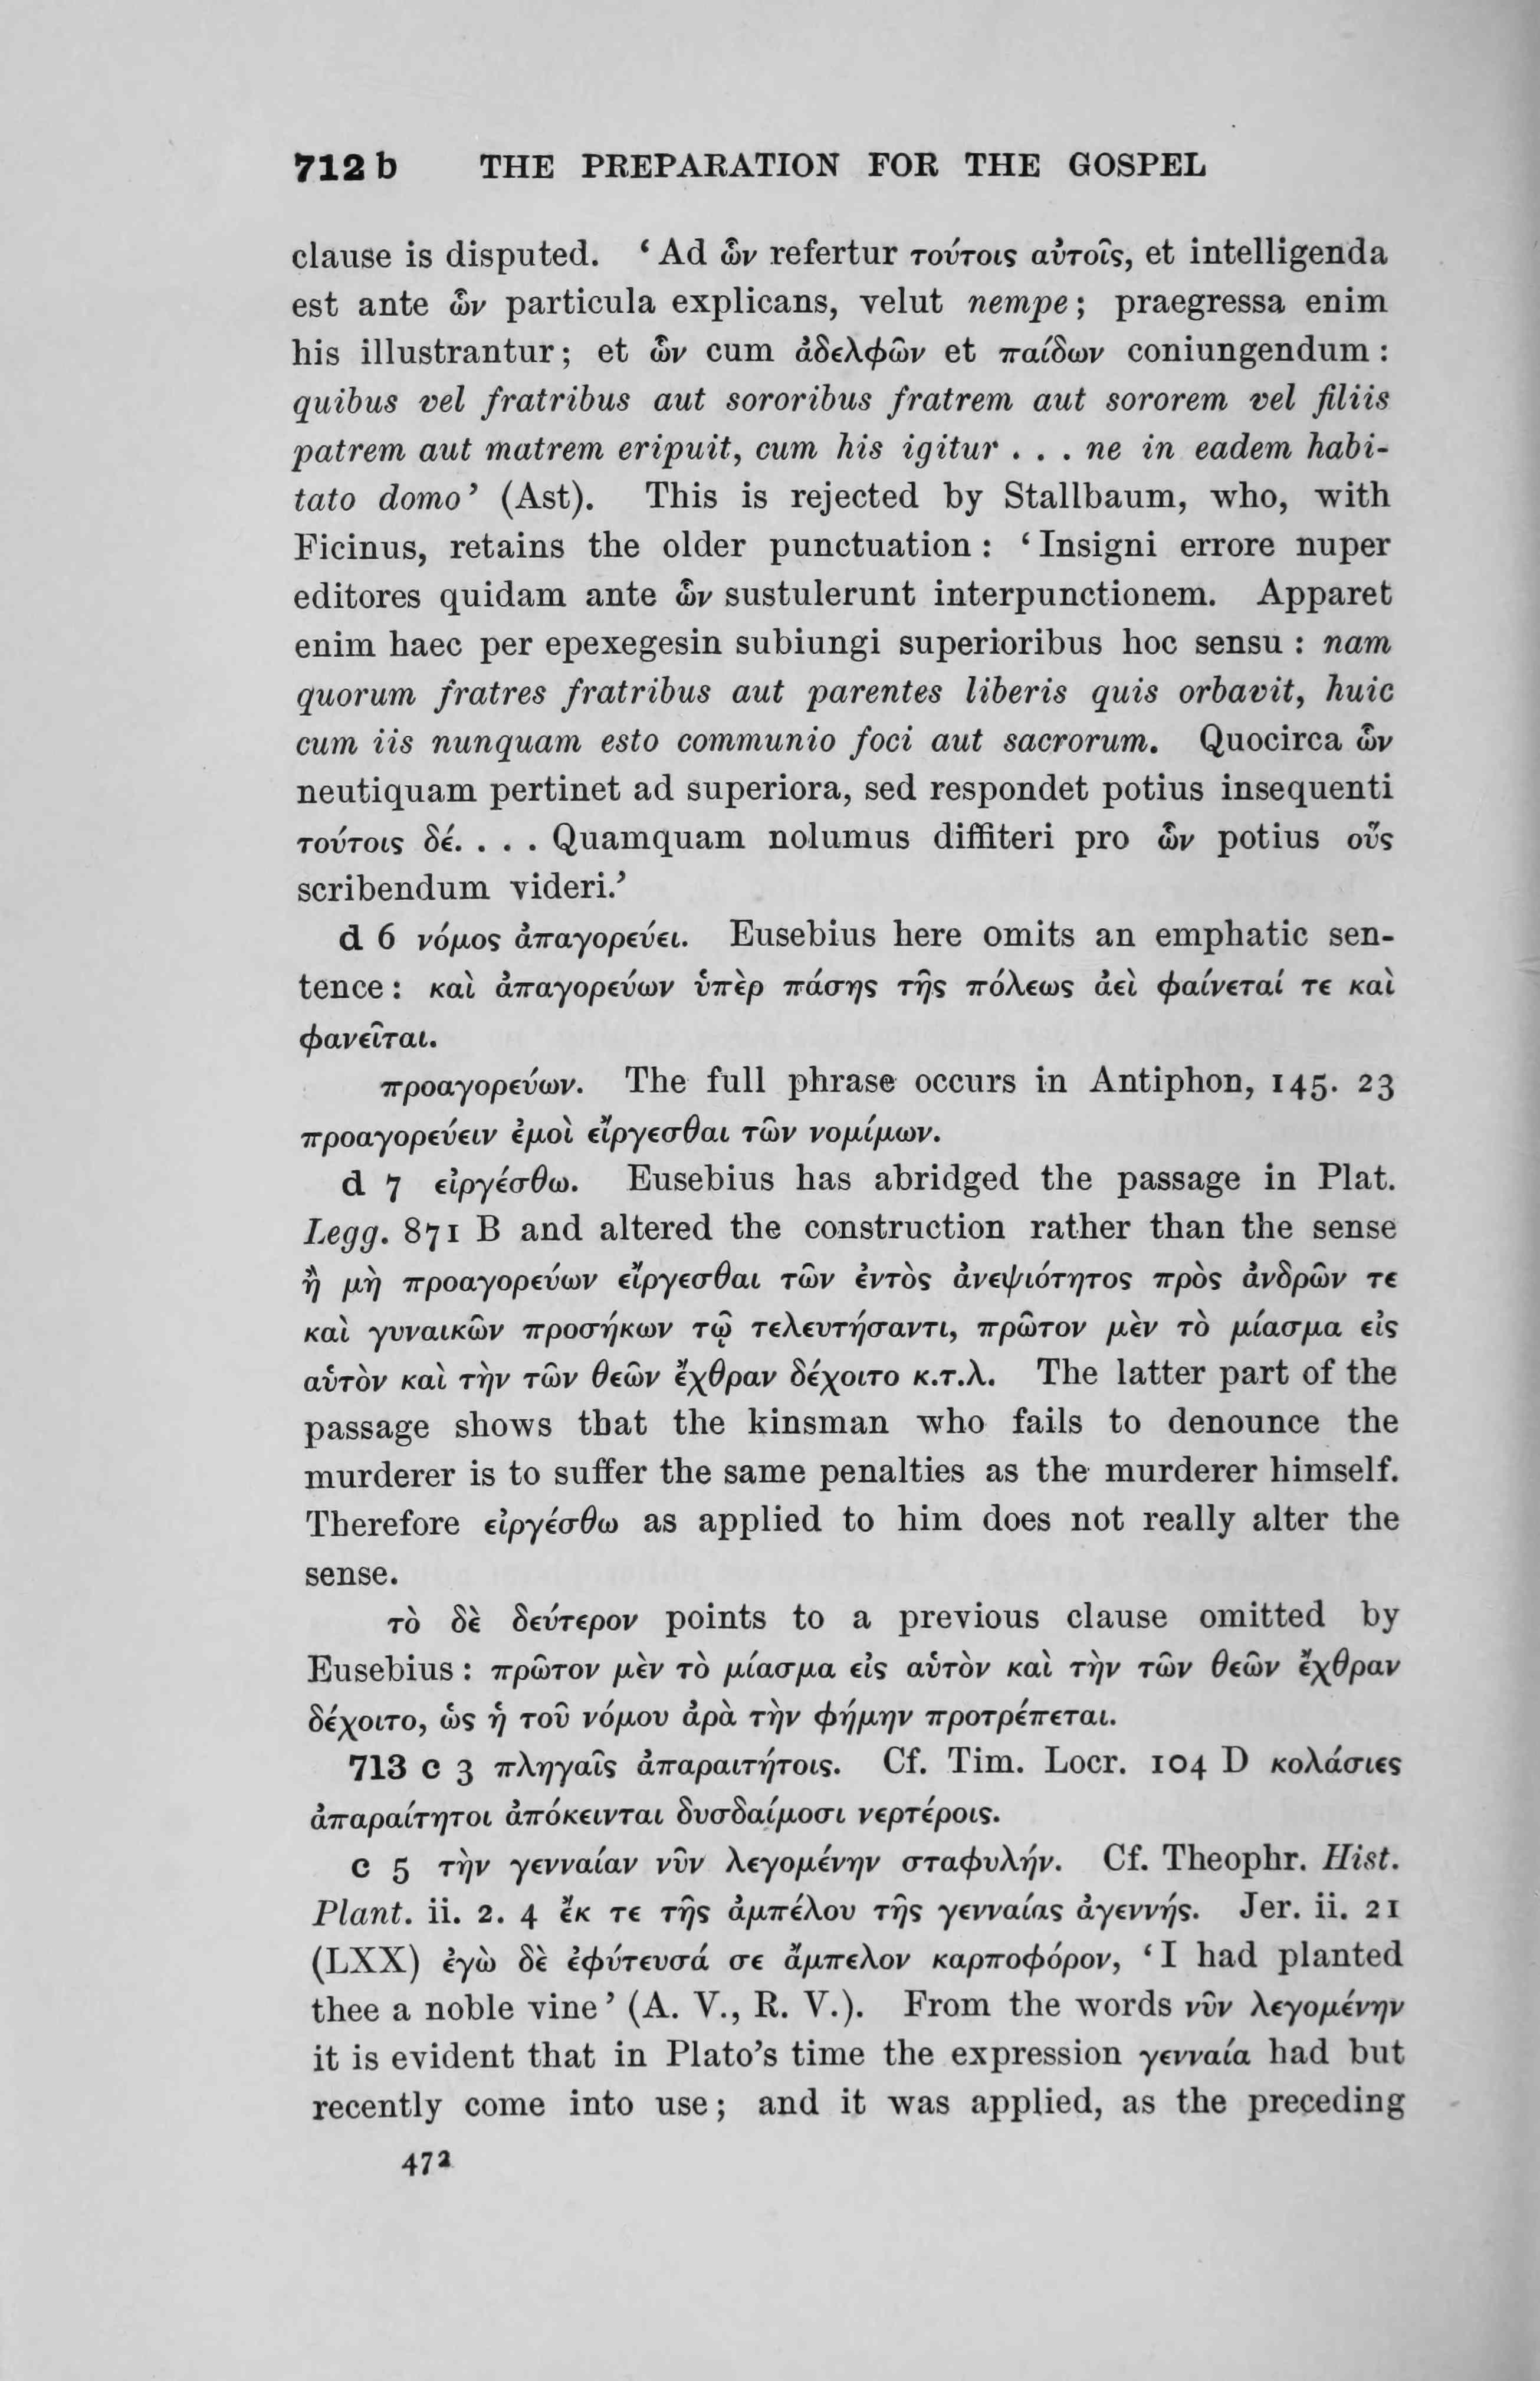 712 b THE PREPARATION FOR THE GOSPEL
clause is disputed. ‘ Ad ὧν refertur τούτοις αὐτοῖς, et intelligenda
est ante ὧν particula explicans, velut nempe ; praegressa enim
his illustrantur ; et ὧν cum ἀδελφῶν et παίδων coniungendum :
quibus vel fratribus aut sororibus fratrem aut sororem vel filiis
patrem aut matrem eripuit, cum his igitur . . . ne in eadem habi-
tato domo ’ (Ast). This is rejected by Stallbaum, who, with
Ficinus, retains the older punctuation : ‘ Insigni errore nuper
editores quidam ante ὧν sustulerunt interpunctionem. Apparet
enim haec per epexegesin subiungi superioribus hoc sensu : nam
quorum fratres fratribus aut parentes liberis quis orbavit, huic
cum iis nunquam esto communio foci aut sacrorum. Quocirca ὧν
neutiquam pertinet ad superiora, sed respondet potius insequenti
τούτοις δέ. . . . Quamquam nolumus diffiteri pro ὧν potius οὓς
scribendum videri.’
d 6 νόμος ἀπαγορεύει. Eusebius here omits an emphatic sen-
tence : καὶ ἀπαγορεύων ὑπὲρ πάσης τῆς πόλεως ἀεὶ φαίνεταί τε καὶ
φανεῖται.
προαγορεύων. The full phrase occurs in Antiphon, 145. 23
προαγορεύειν ἐμοὶ εἴργεσθαι τῶν νομίμων.
d 7 εἰργέσθω. Eusebius has abridged the passage in Plat.
Legg. 871 B and altered the construction rather than the sense
ἢ μὴ προαγορεύων εἴργεσθαι τῶν ἐντὸς ἀνεψιότητος πρὸς ἀνδρῶν τε
καὶ γυναικῶν προσήκων τῷ τελευτήσαντι, πρῶτον μὲν τὸ μίασμα εἰς
αὑτὸν καὶ τὴν τῶν θεῶν ἔχθραν δέχοιτο κ.τ.λ. The latter part of the
passage shows that the kinsman who fails to denounce the
murderer is to suffer the same penalties as the murderer himself.
Therefore εἰργέσθω as applied to him does not really alter the
sense.
τὸ δὲ δεύτερον points to a previous clause omitted by
Eusebius : πρῶτον μὲν τὸ μίασμα εἰς αὑτὸν καὶ τὴν τῶν θεῶν ἔχθραν
δέχοιτο, ὡς ἡ τοῦ νόμου ἀρὰ τὴν φήμην προτρέπεται.
713 c 3 πληγαῖς ἀπαραιτήτοις. Cf. Tim. Locr. 104 D κολάσιες
ἀπαραίτητοι ἀπόκεινται δυσδαίμοσι νερτέροις.
c 5 τὴν γενναίαν νῦν λεγομένην σταφυλήν. Cf. Theophr. Hist.
Plant. ii. 2. 4 ἔκ τε τῆς ἀμπέλου τῆς γενναίας ἀγεννής. Jer. ii. 21
(LXX) ἐγὼ δὲ ἐφύτευσά σε ἄμπελον καρποφόρον, ‘ I had planted
thee a noble vine ’ (A. V., R. V.). From the words νῦν λεγομένην
it is evident that in Plato’s time the expression γενναία had but
recently come into use ; and it was applied, as the preceding
472